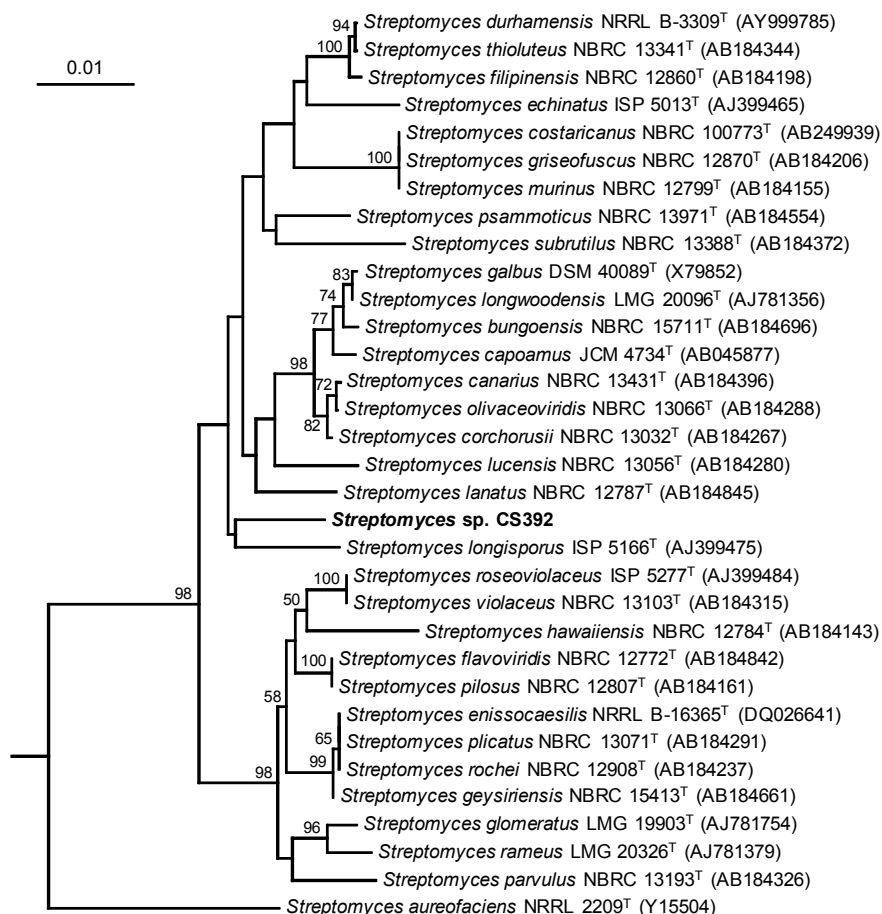 0.01
94
Streptomyces durhamensis NRRL B-3309ᵀ (AY999785)
100
Streptomyces thioluteus NBRC 13341ᵀ (AB184344)
Streptomyces filipinensis NBRC 12860ᵀ (AB184198)
Streptomyces echinatus ISP 5013ᵀ (AJ399465)
Streptomyces costaricanus NBRC 100773ᵀ (AB249939)
100
Streptomyces griseofuscus NBRC 12870ᵀ (AB184206)
Streptomyces murinus NBRC 12799ᵀ (AB184155)
Streptomyces psammoticus NBRC 13971ᵀ (AB184554)
Streptomyces subrutilus NBRC 13388ᵀ (AB184372)
83
Streptomyces galbus DSM 40089ᵀ (X79852)
74
Streptomyces longwoodensis LMG 20096ᵀ (AJ781356)
77
Streptomyces bungoensis NBRC 15711ᵀ (AB184696)
Streptomyces capoamus JCM 4734ᵀ (AB045877)
98
72
Streptomyces canarius NBRC 13431ᵀ (AB184396)
Streptomyces olivaceoviridis NBRC 13066ᵀ (AB184288)
82
Streptomyces corchorusii NBRC 13032ᵀ (AB184267)
Streptomyces lucensis NBRC 13056ᵀ (AB184280)
Streptomyces lanatus NBRC 12787ᵀ (AB184845)
Streptomyces sp. CS392
Streptomyces longisporus ISP 5166ᵀ (AJ399475)
98
100
Streptomyces roseoviolaceus ISP 5277ᵀ (AJ399484)
50
Streptomyces violaceus NBRC 13103ᵀ (AB184315)
Streptomyces hawaiiensis NBRC 12784ᵀ (AB184143)
100
Streptomyces flavoviridis NBRC 12772ᵀ (AB184842)
Streptomyces pilosus NBRC 12807ᵀ (AB184161)
58
Streptomyces enissocaesilis NRRL B-16365ᵀ (DQ026641)
65
Streptomyces plicatus NBRC 13071ᵀ (AB184291)
99
Streptomyces rochei NBRC 12908ᵀ (AB184237)
98
Streptomyces geysiriensis NBRC 15413ᵀ (AB184661)
96
Streptomyces glomeratus LMG 19903ᵀ (AJ781754)
Streptomyces rameus LMG 20326ᵀ (AJ781379)
Streptomyces parvulus NBRC 13193ᵀ (AB184326)
Streptomyces aureofaciens NRRL 2209ᵀ (Y15504)